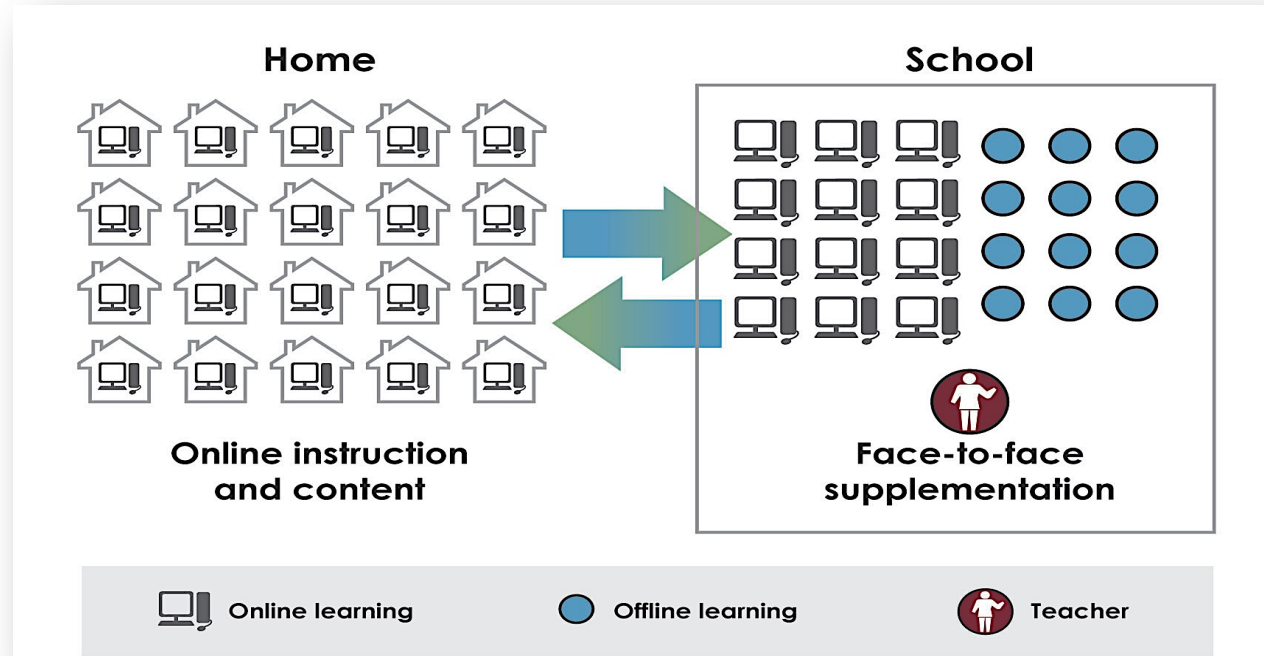 Home
School
Online instruction
and content
Face-to-face
supplementation
Online learning
Offline learning
Teacher